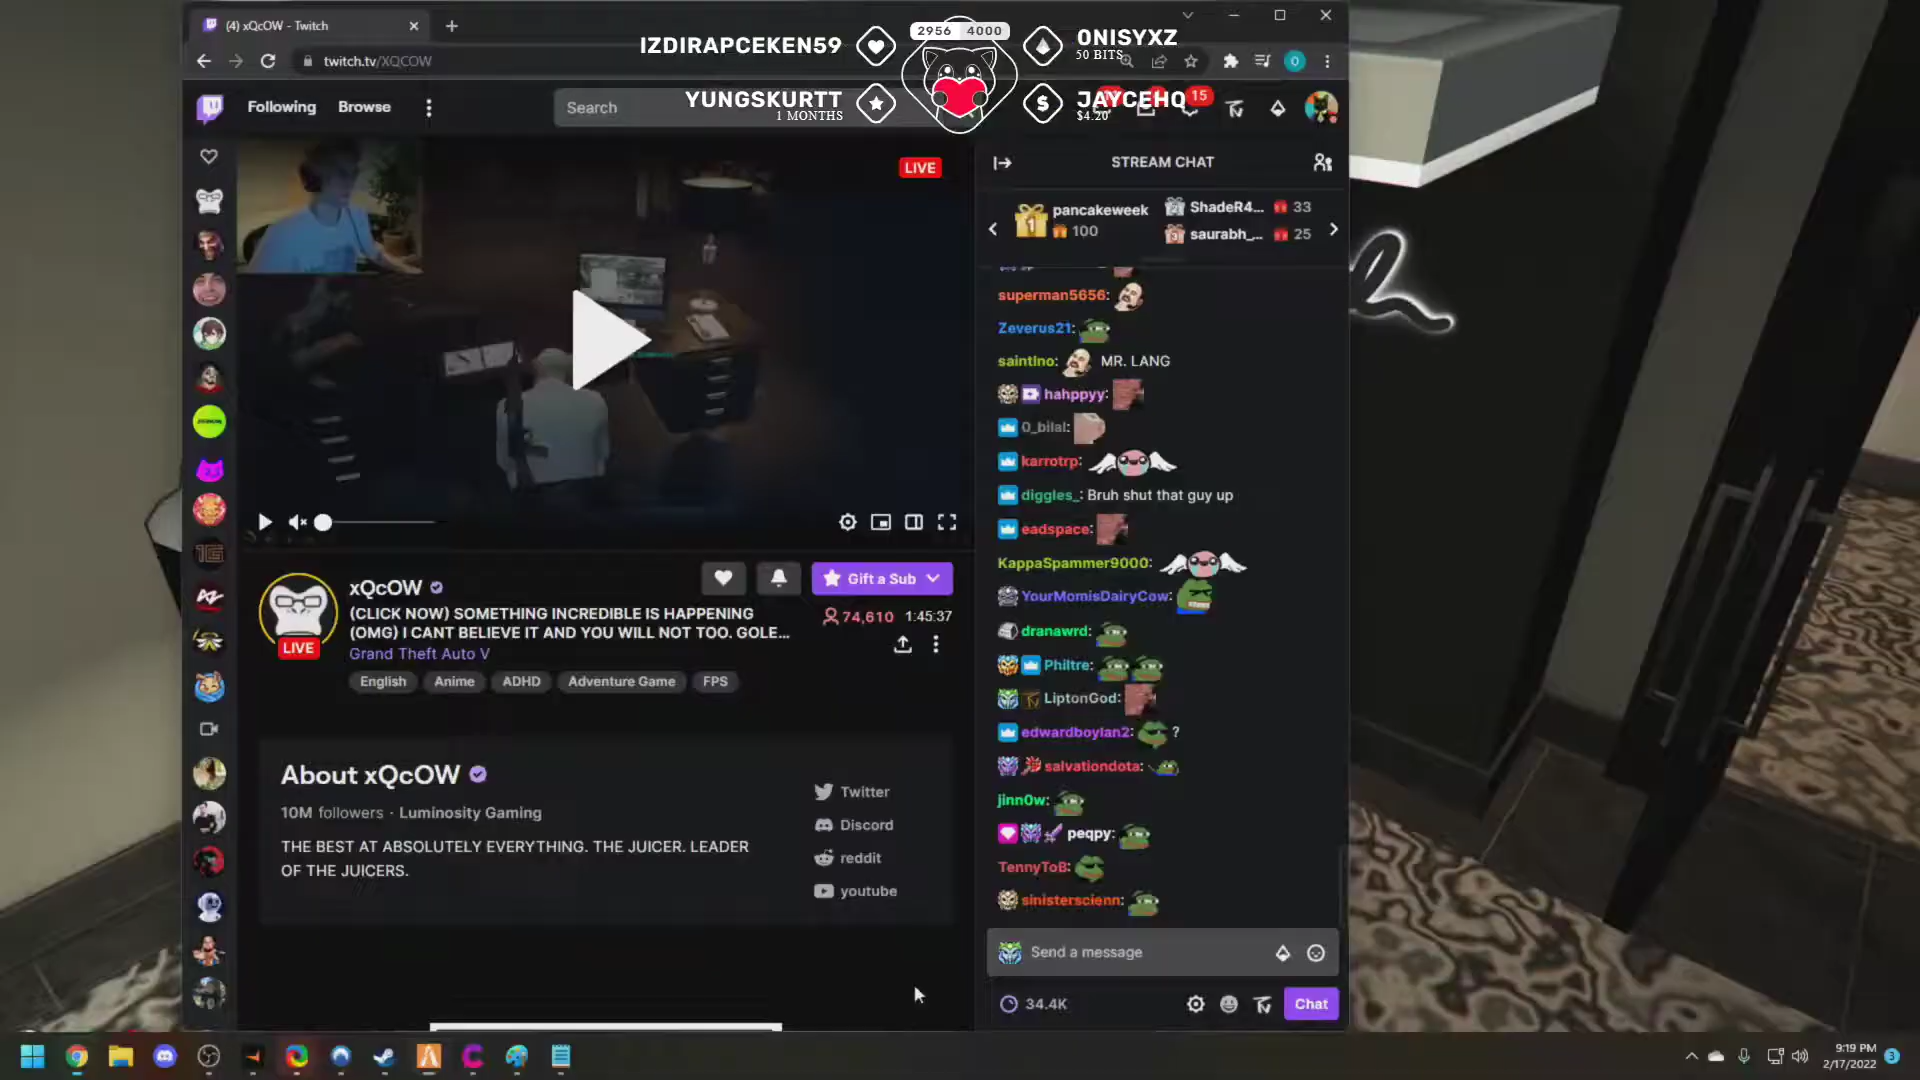 (4) xQcOW - Twitch
IZDIRAPCEKEN59
2956 4000
0NISYXZ
50 BITS
twitch.tv/XQCOW
YUNGSKURTT
1 MONTHS
JAYCEHQ
$4.20
15
Following
Browse
Search
LIVE
STREAM CHAT
pancakeweek
100
ShadeR4... 33
saurabh_... 25
superman5656:
Zeverus21:
saintlno: MR. LANG
hahppyy:
0_bilal:
karrotrp:
diggles_: Bruh shut that guy up
eadspace:
KappaSpammer9000:
YourMomisDairyCow:
dranawrd:
Philtre:
LiptonGod:
edwardboylan2: ?
salvationdota:
jinn0w:
peqpy:
TennyToB:
sinisterscienn:
Send a message
34.4K
Chat
xQcOW
Gift a Sub
(CLICK NOW) SOMETHING INCREDIBLE IS HAPPENING
(OMG) I CANT BELIEVE IT AND YOU WILL NOT TOO. GOLE...
74,610 1:45:37
LIVE
Grand Theft Auto V
English
Anime
ADHD
Adventure Game
FPS
About xQcOW
10M followers · Luminosity Gaming
THE BEST AT ABSOLUTELY EVERYTHING. THE JUICER. LEADER
OF THE JUICERS.
Twitter
Discord
reddit
youtube
9:19 PM
2/17/2022
3